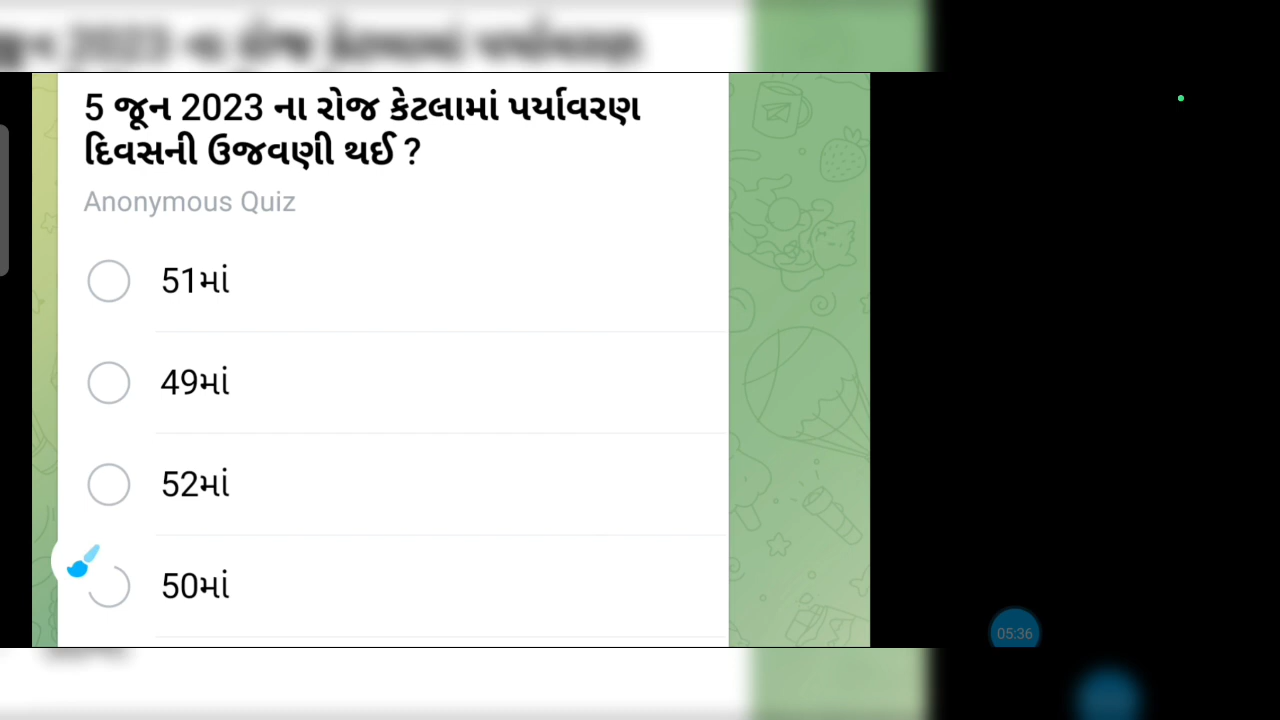 5 જૂન 2023 ના રોજ કેટલામાં પર્યાવરણ
દિવસની ઉજવણી થઈ ?
Anonymous Quiz
51માં
49માં
52માં
50માં
05:36